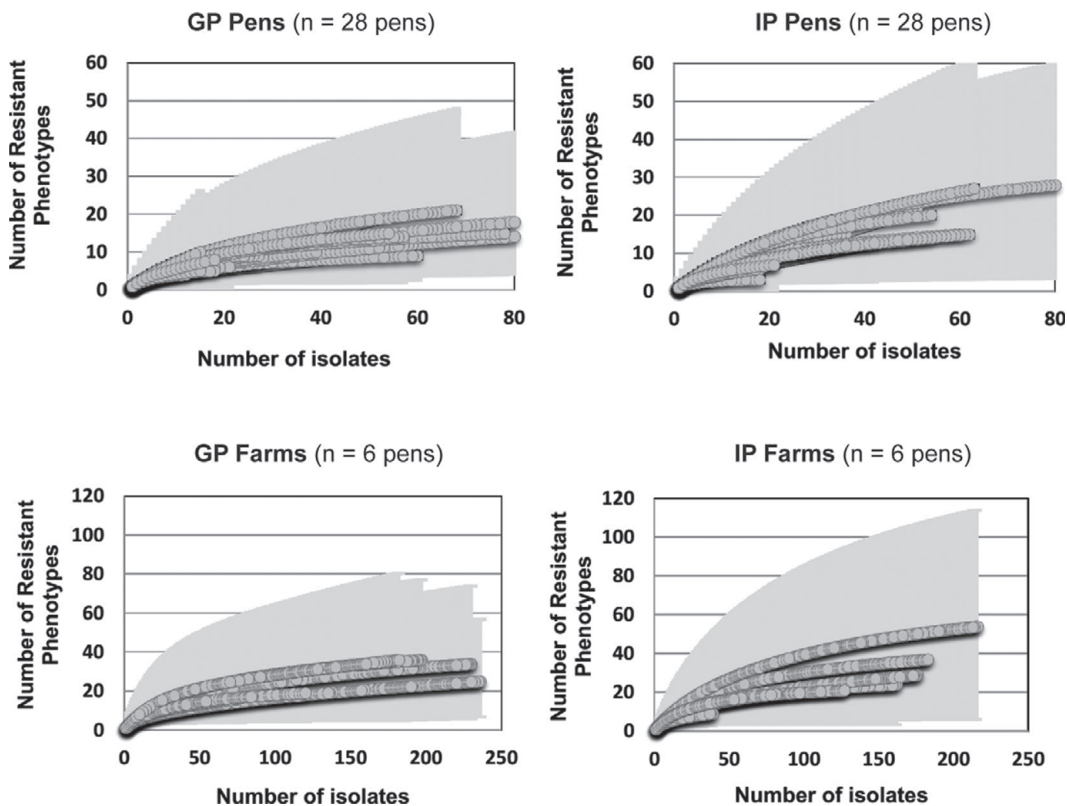 GP Pens (n = 28 pens)
Number of Resistant
Phenotypes
60
50
40
30
20
10
0
0 20 40 60 80
Number of isolates
IP Pens (n = 28 pens)
Number of Resistant
Phenotypes
60
50
40
30
20
10
0
0 20 40 60 80
Number of isolates
GP Farms (n = 6 pens)
Number of Resistant
Phenotypes
120
100
80
60
40
20
0
0 50 100 150 200 250
Number of isolates
IP Farms (n = 6 pens)
Number of Resistant
Phenotypes
120
100
80
60
40
20
0
0 50 100 150 200 250
Number of isolates